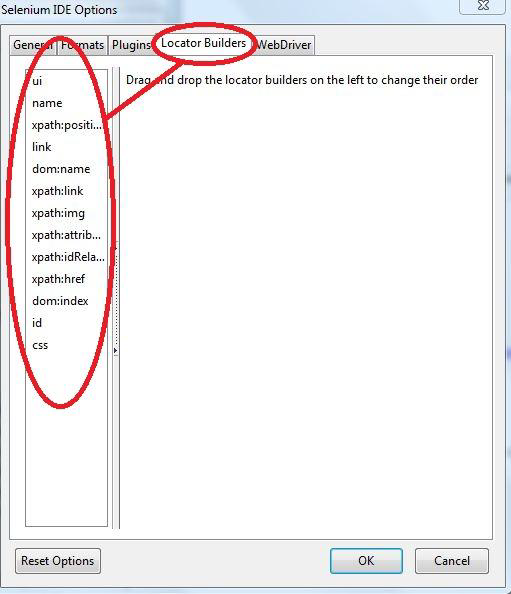 Selenium IDE Options
General Formats Plugins Locator Builders WebDriver
ui
name
xpath:positi...
link
dom:name
xpath:link
xpath:img
xpath:attrib...
xpath:idRela...
xpath:href
dom:index
id
css
Drag and drop the locator builders on the left to change their order
Reset Options
OK
Cancel